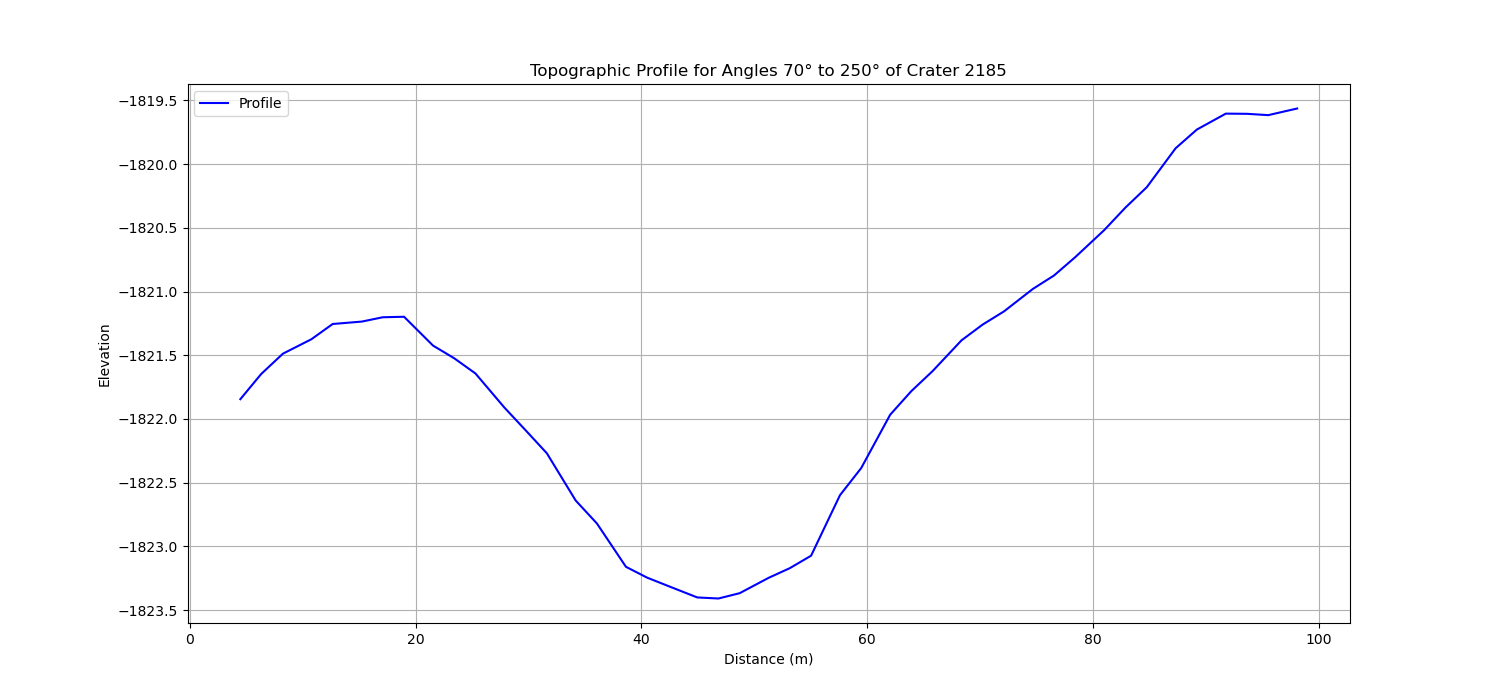 Topographic Profile for Angles 70° to 250° of Crater 2185
Profile
−1819.5
−1820.0
−1820.5
−1821.0
−1821.5
−1822.0
−1822.5
−1823.0
−1823.5
Elevation
0 20 40 60 80 100
Distance (m)